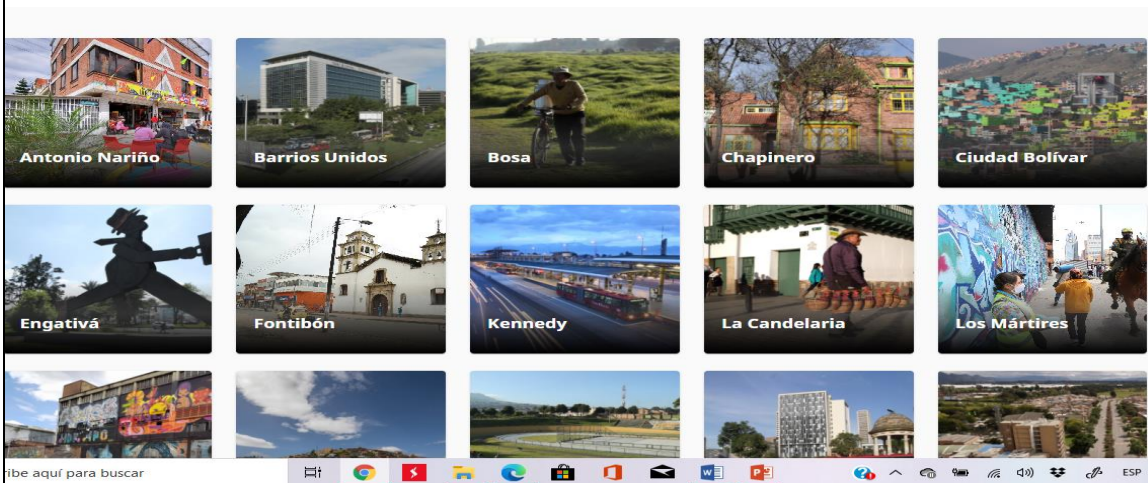 Antonio Nariño
Barrios Unidos
Bosa
Chapinero
Ciudad Bolívar
Engativá
Fontibón
Kennedy
La Candelaria
Los Mártires
ribe aquí para buscar
ESP